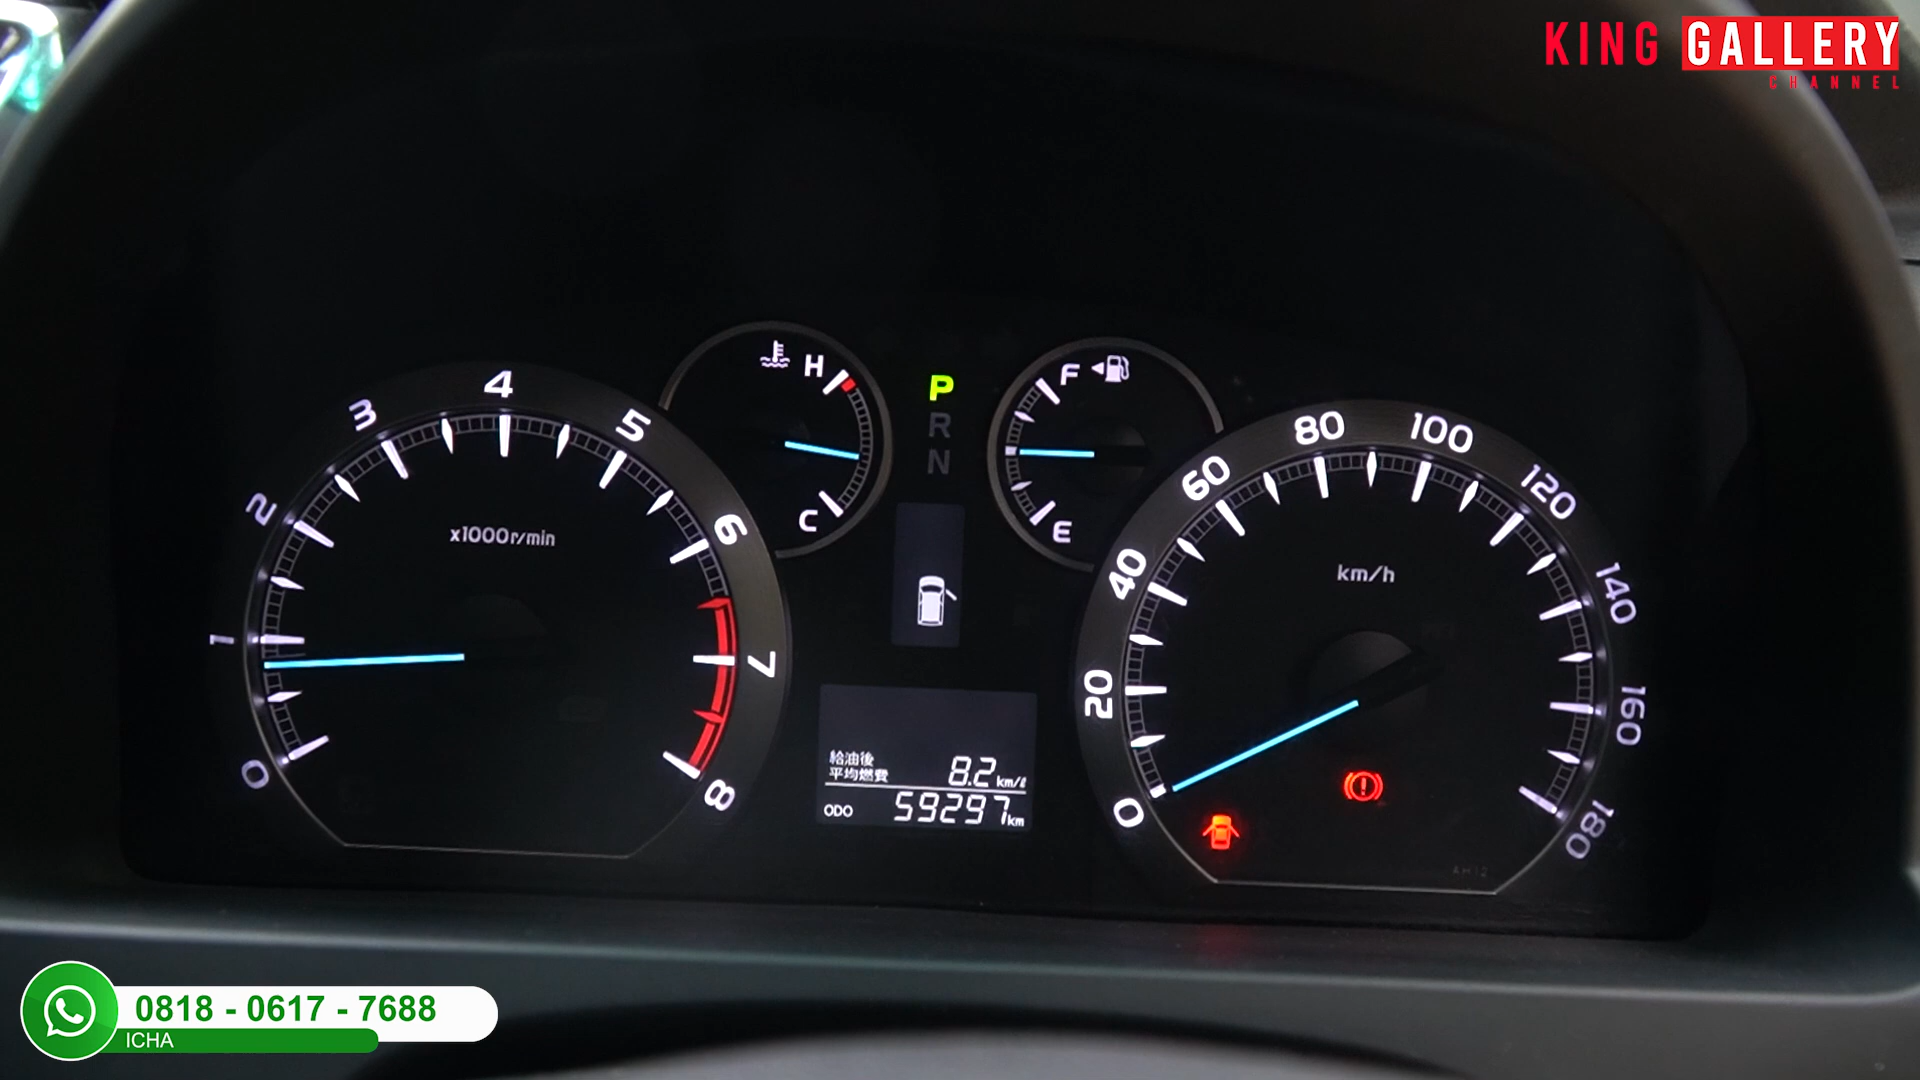 KING GALLERY
CHANNEL
H
C
P
R
N
F
E
0
1
2
3
4
5
6
7
8
x1000r/min
0
20
40
60
80
100
120
140
160
180
km/h
給油後
平均燃費 8.2 km/ℓ
ODO 59297 km
AH12
0818 - 0617 - 7688
ICHA